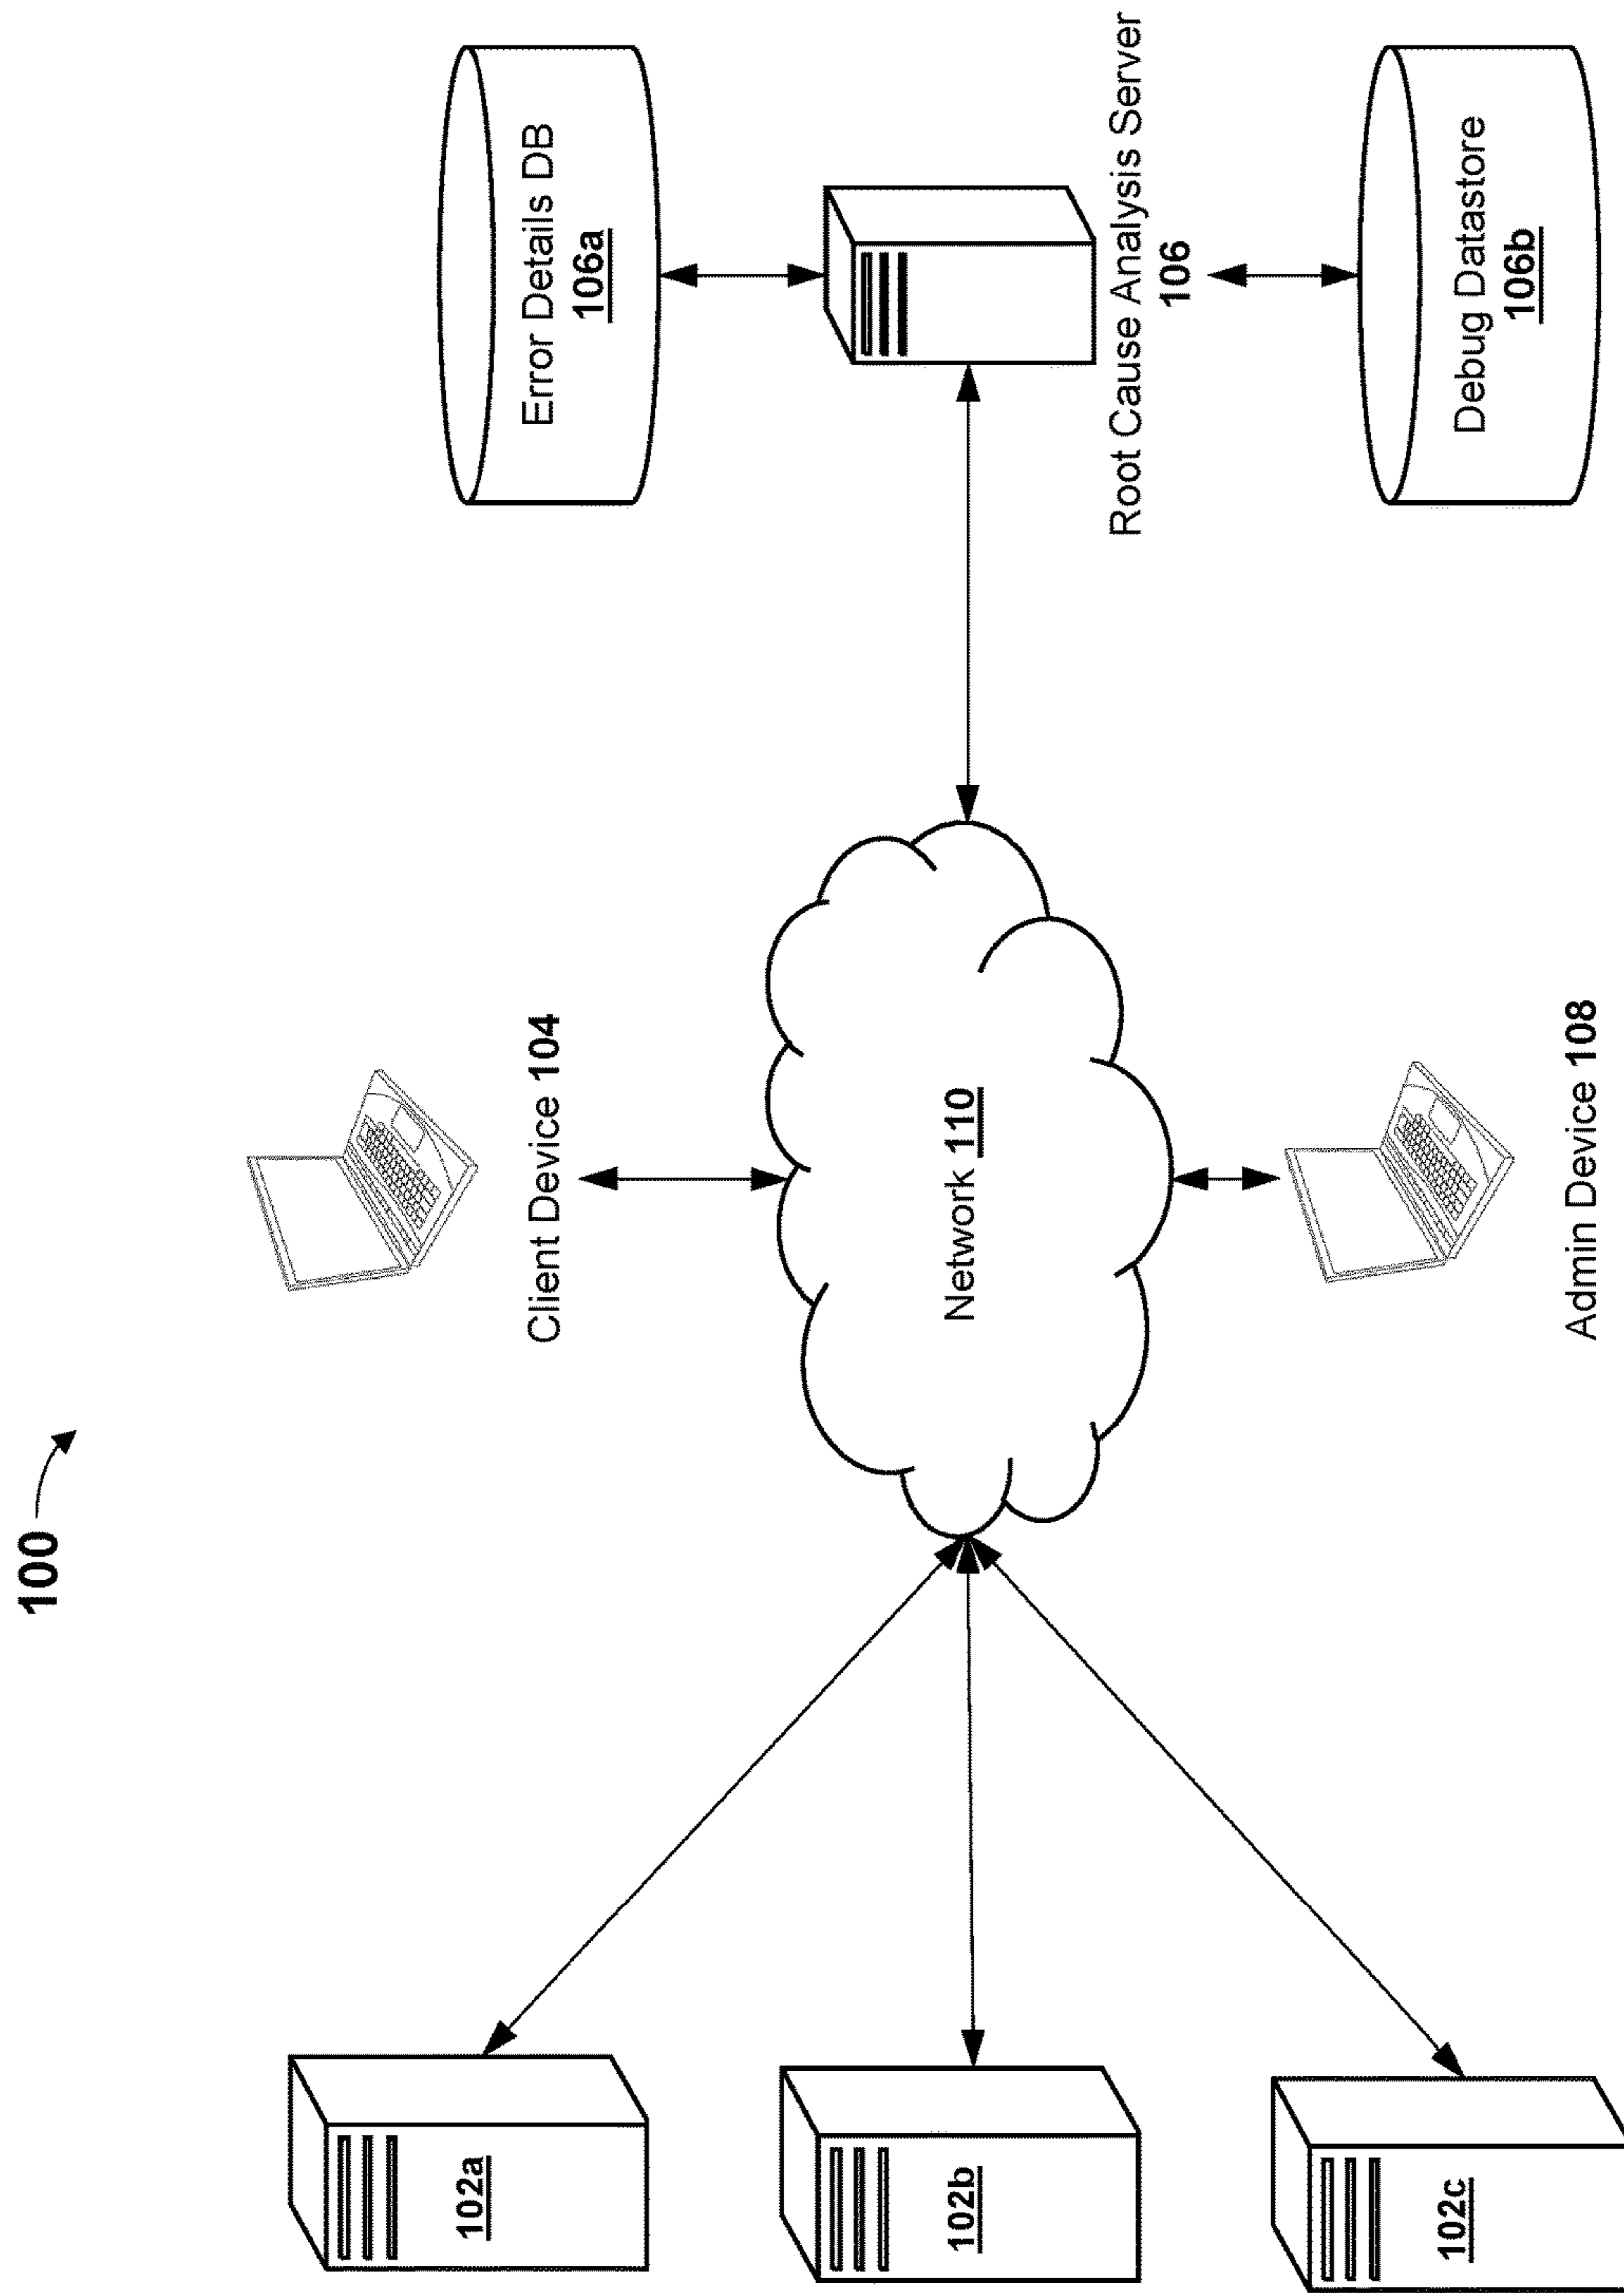 100
Error Details DB
106a
Client Device 104
102a
Network 110
102b
Root Cause Analysis Server
106
Debug Datastore
106b
Admin Device 108
102c